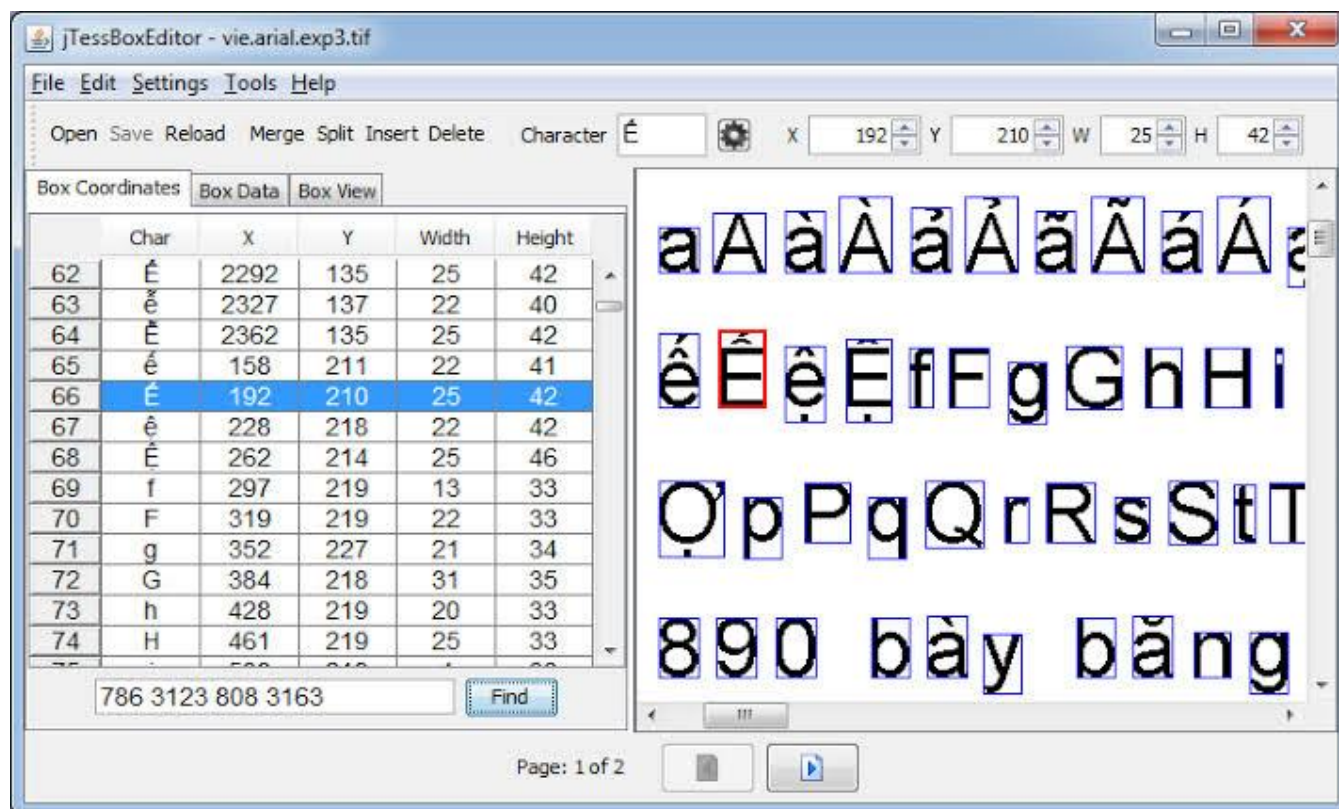 jTessBoxEditor - vie.arial.exp3.tif
File Edit Settings Tools Help
Open Save Reload Merge Split Insert Delete Character É X 192 Y 210 W 25 H 42
Box Coordinates Box Data Box View
Char X Y Width Height
62 É 2292 135 25 42
63 ễ 2327 137 22 40
64 2362 135 25 42
65 é 158 211 22 41
66 É 192 210 25 42
67 ệ 228 218 22 42
68 Ệ 262 214 25 46
69 f 297 219 13 33
70 F 319 219 22 33
71 g 352 227 21 34
72 G 384 218 31 35
73 h 428 219 20 33
74 H 461 219 25 33
786 3123 808 3163 Find
a A à À ả Ả ã Ã á Á
ế Ế ệ Ệ f F g G h H i
Ợ p P q Q r R s S t T
8 9 0 bày băng
Page: 1 of 2